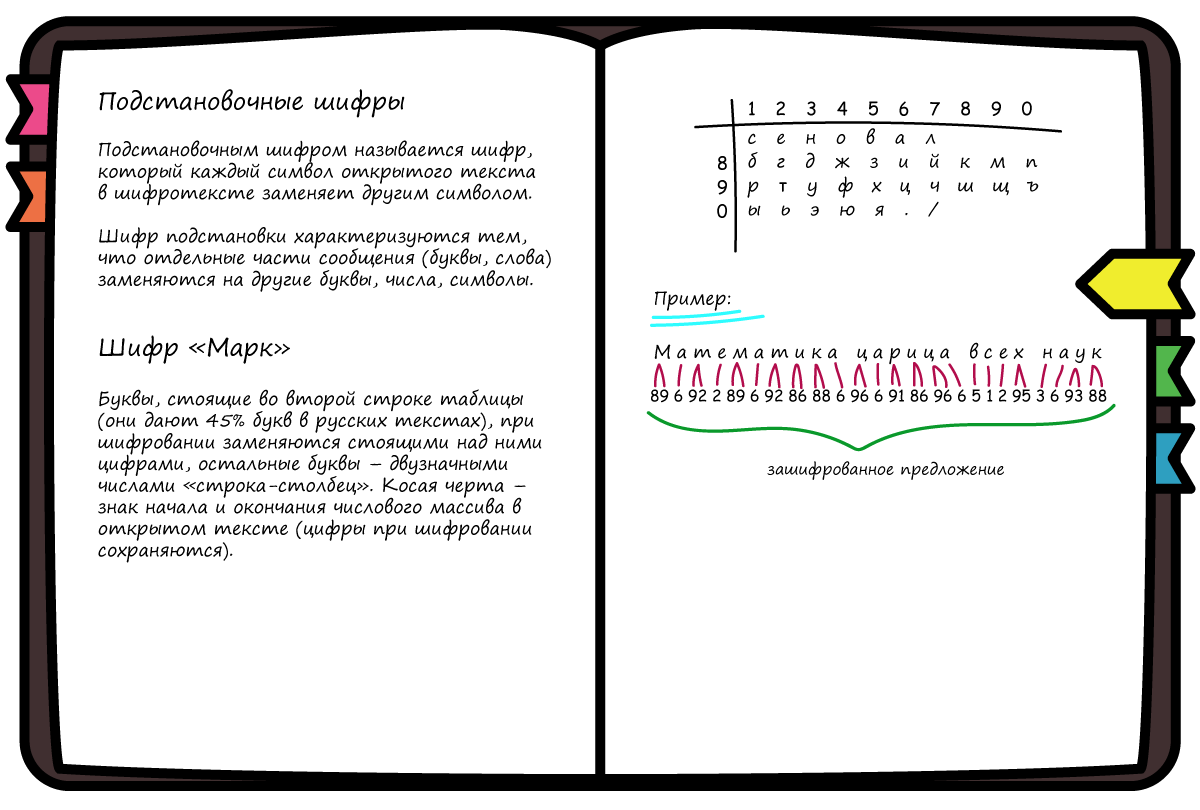 Подстановочные шифры
Подстановочным шифром называется шифр,
который каждый символ открытого текста
в шифротексте заменяет другим символом.
Шифр подстановки характеризуются тем,
что отдельные части сообщения (буквы, слова)
заменяются на другие буквы, числа, символы.
Шифр «Марк»
Буквы, стоящие во второй строке таблицы
(они дают 45% букв в русских текстах), при
шифровании заменяются стоящими над ними
цифрами, остальные буквы – двузначными
числами «строка-столбец». Косая черта –
знак начала и окончания числового массива в
открытом тексте (цифры при шифровании
сохраняются).
1 2 3 4 5 6 7 8 9 0
с е н о в а л
8 б г д ж з и й к м п
9 р т у ф х ц ч ш щ ъ
0 ы ь э ю я . /
Пример:
Математика царица всех наук
89 6 92 2 89 6 92 86 88 6 96 6 91 86 96 6 5 1 2 95 3 6 93 88
зашифрованное предложение